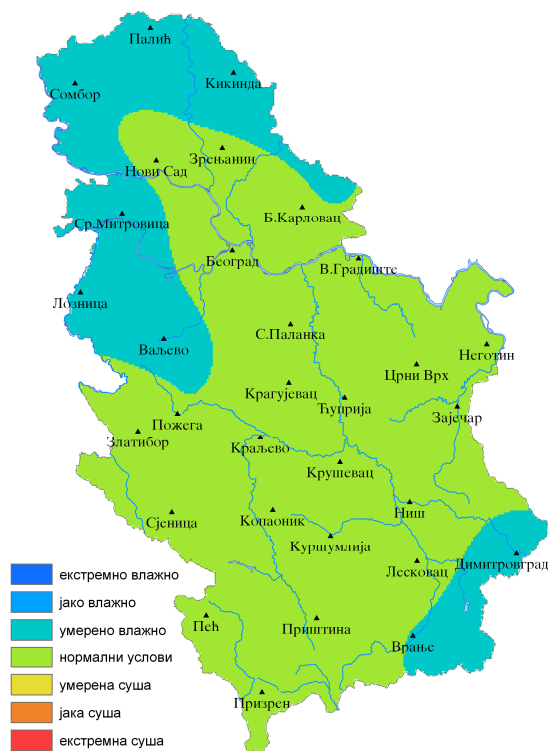 Палић
Кикинда
Сомбор
Зрењанин
Нови Сад
Б.Карловац
Ср.Митровица
Београд
В.Градиште
Лозница
С.Паланка
Ваљево
Неготин
Црни Врх
Крагујевац
Ћуприја
Зајечар
Пожега
Златибор
Краљево
Крушевац
Сјеница
Копаоник
Ниш
Куршумлија
Димитровград
Лесковац
Пећ
Приштина
Врање
Призрен
екстремно влажно
јако влажно
умерено влажно
нормални услови
умерена суша
јака суша
екстремна суша